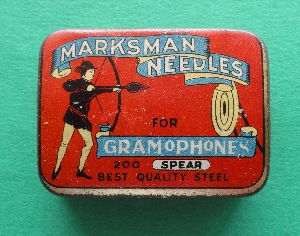 MARKSMAN
NEEDLES
FOR
GRAMOPHONES
200 SPEAR
BEST QUALITY STEEL